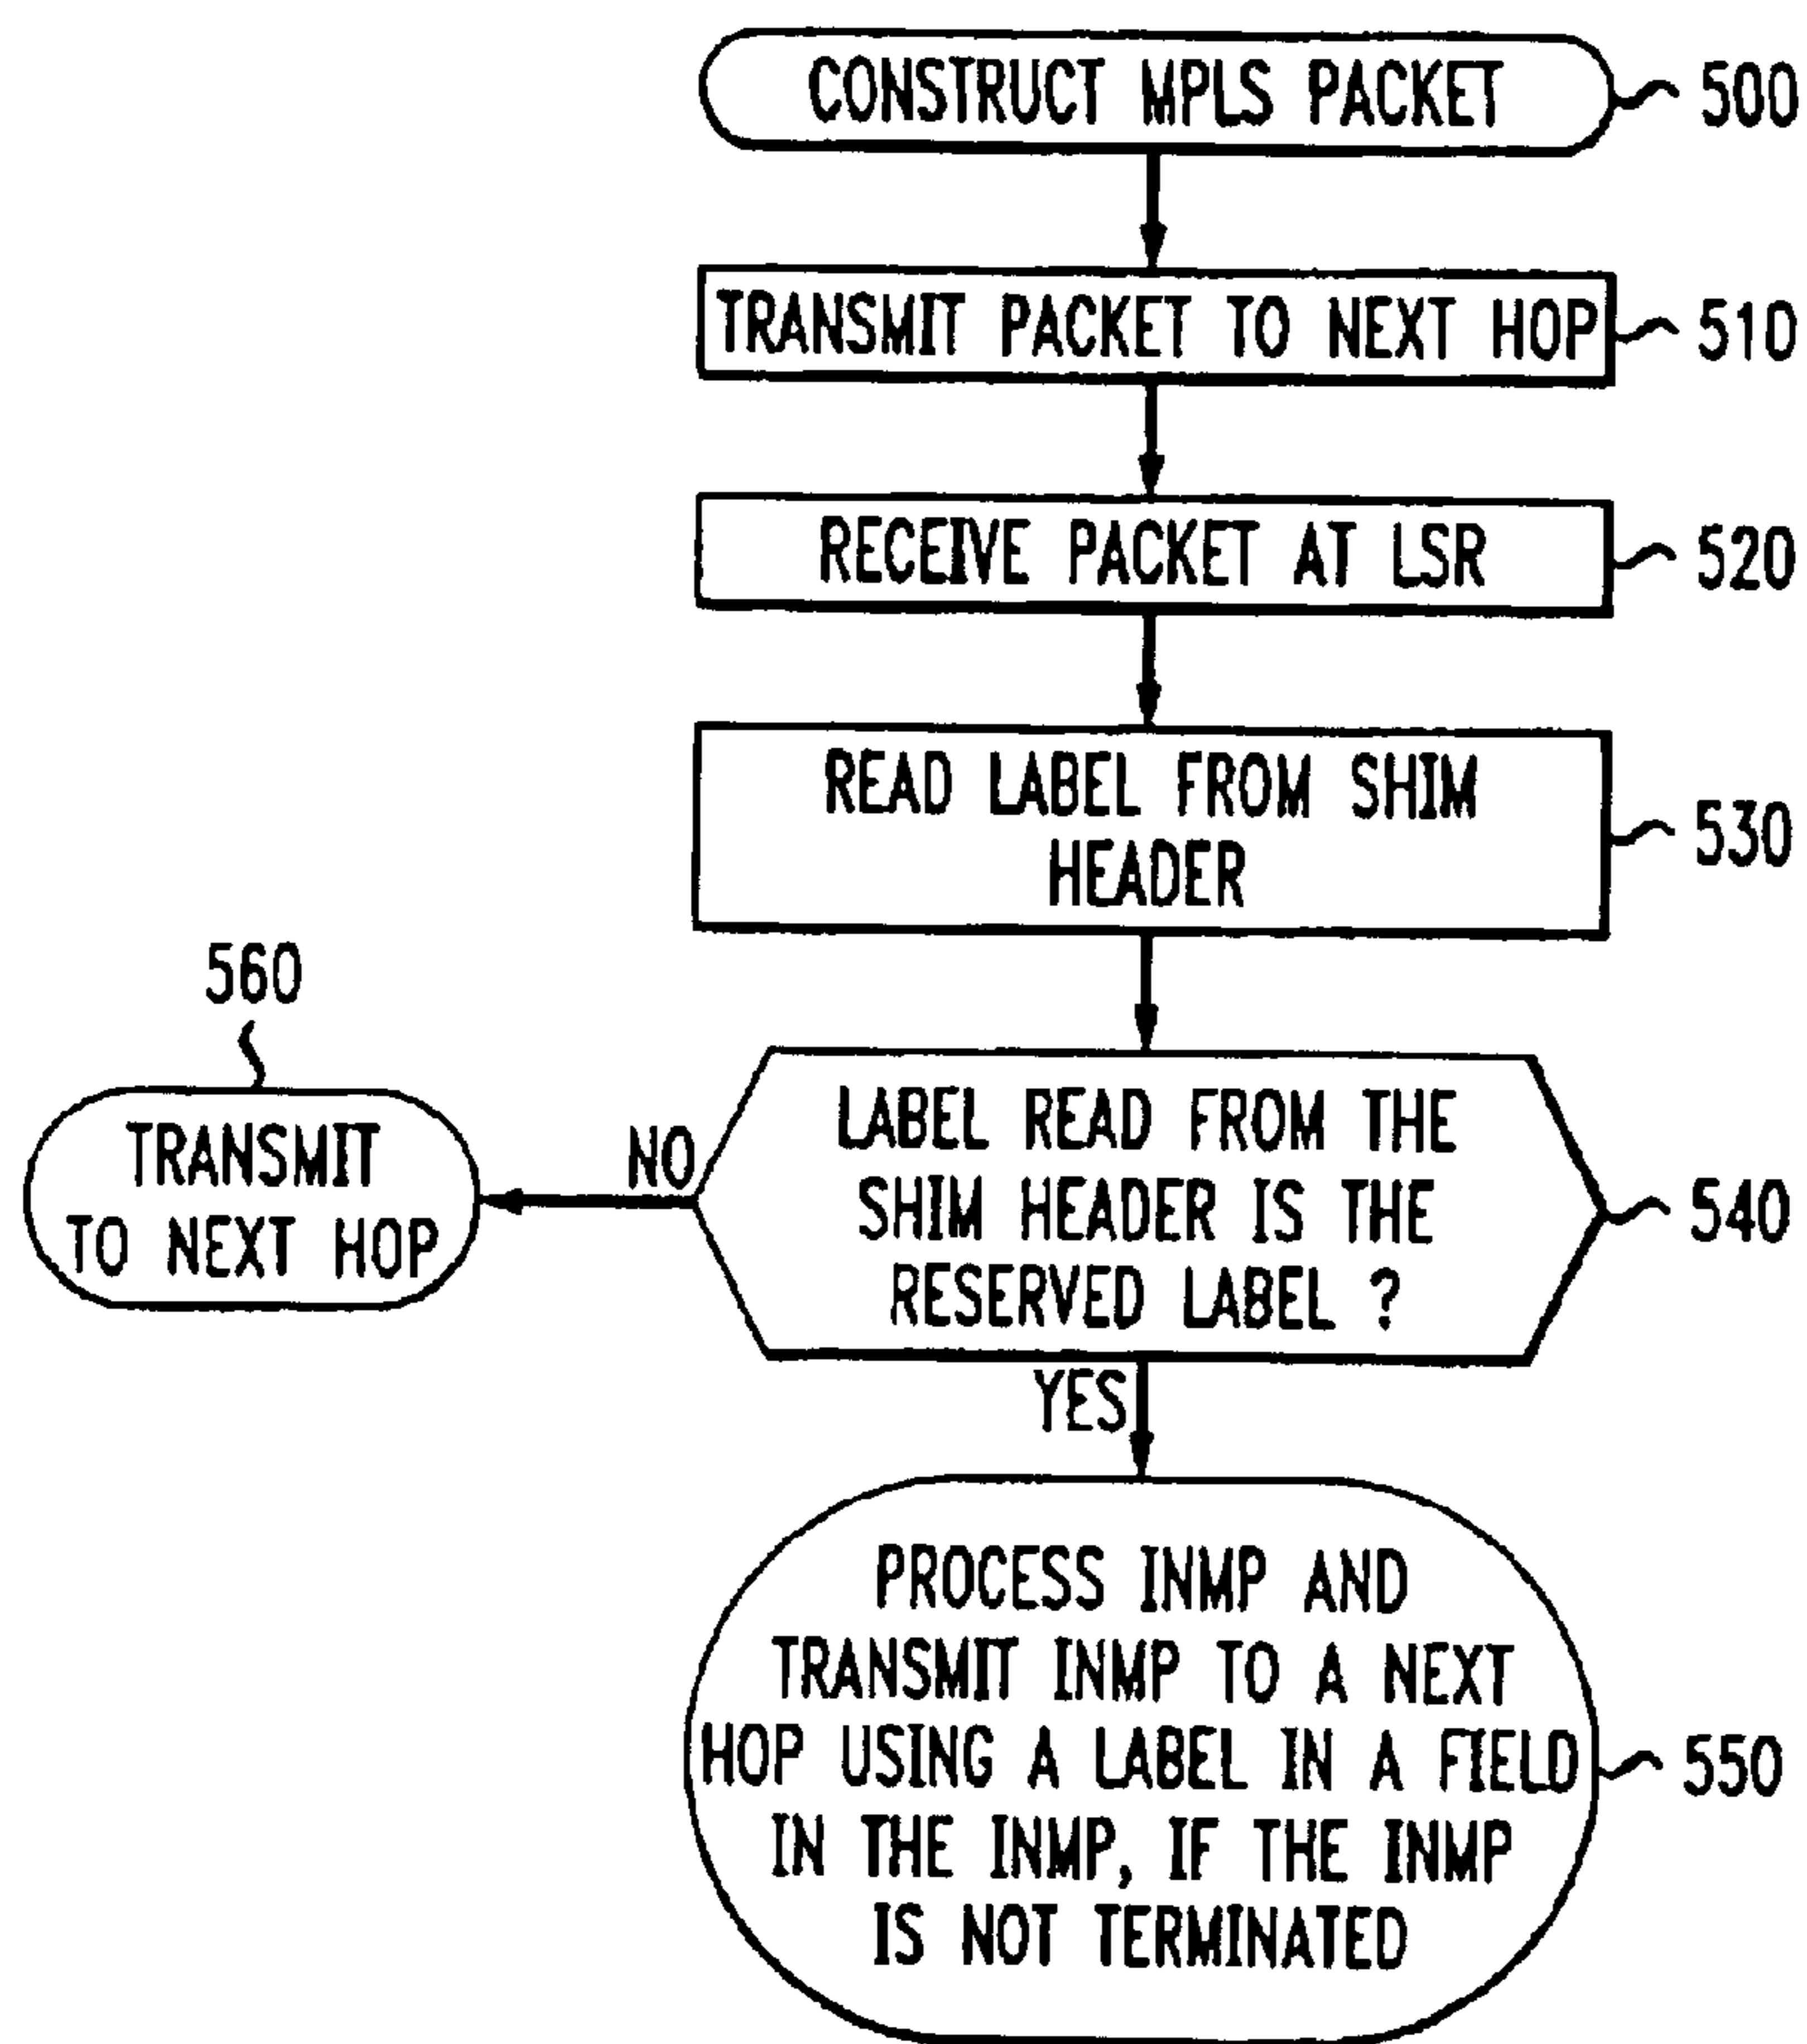 CONSTRUCT MPLS PACKET
500
TRANSMIT PACKET TO NEXT HOP
510
RECEIVE PACKET AT LSR
520
READ LABEL FROM SHIM
HEADER
530
560
TRANSMIT
TO NEXT HOP
NO
LABEL READ FROM THE
SHIM HEADER IS THE
RESERVED LABEL ?
540
YES
PROCESS INMP AND
TRANSMIT INMP TO A NEXT
HOP USING A LABEL IN A FIELD
IN THE INMP, IF THE INMP
IS NOT TERMINATED
550